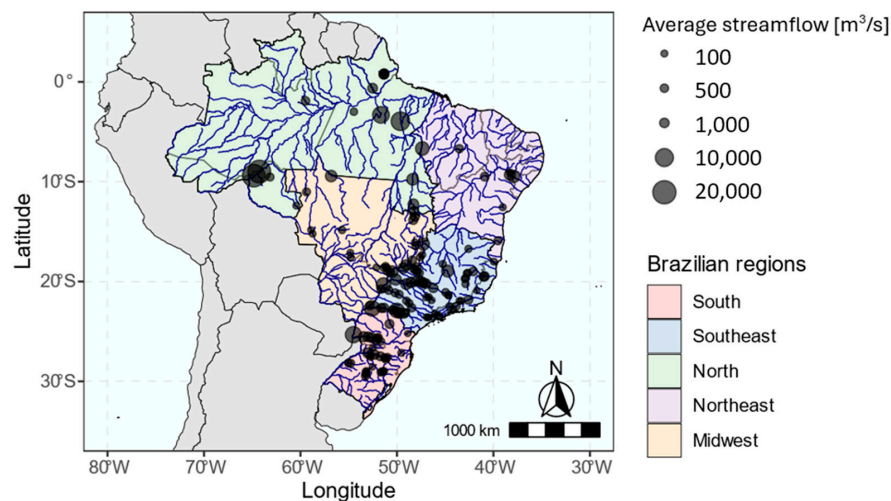 Average streamflow [m³/s]
100
500
1,000
10,000
20,000
Brazilian regions
South
Southeast
North
Northeast
Midwest
Latitude
0°
10°S
20°S
30°S
N
1000 km
80°W 70°W 60°W 50°W 40°W 30°W
Longitude